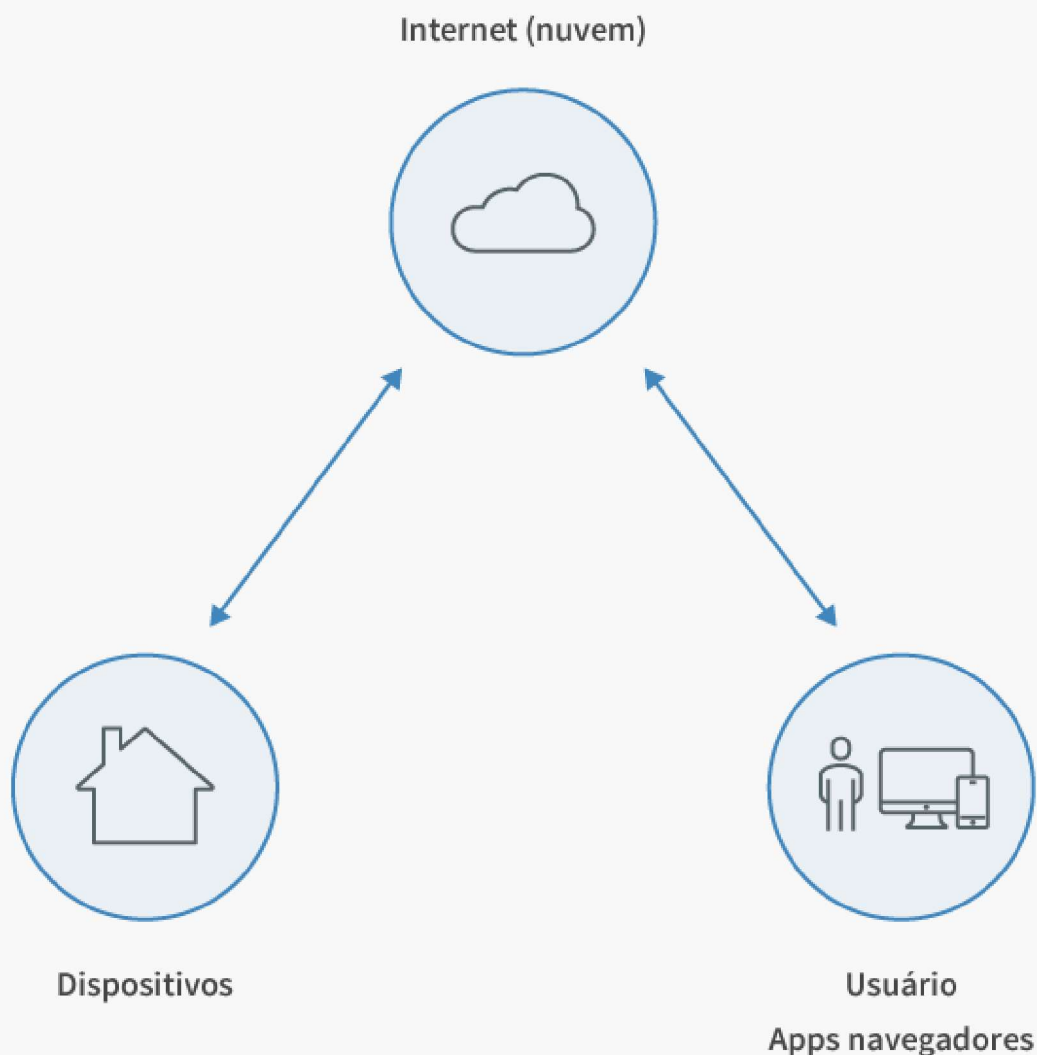 Internet (nuvem)
Dispositivos
Usuário
Apps navegadores